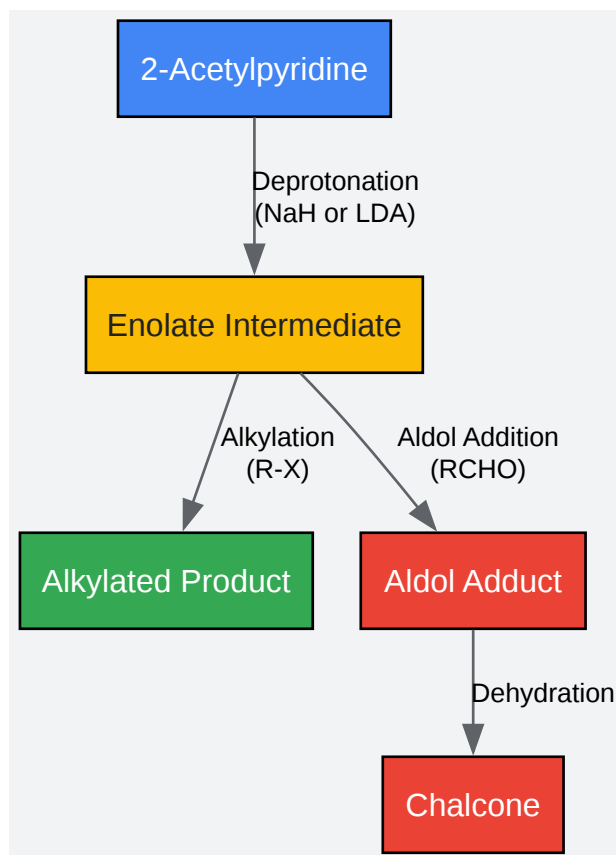 2-Acetylpyridine
Deprotonation
(NaH or LDA)
Enolate Intermediate
Alkylation
(R-X)
Aldol Addition
(RCHO)
Alkylated Product
Aldol Adduct
Dehydration
Chalcone